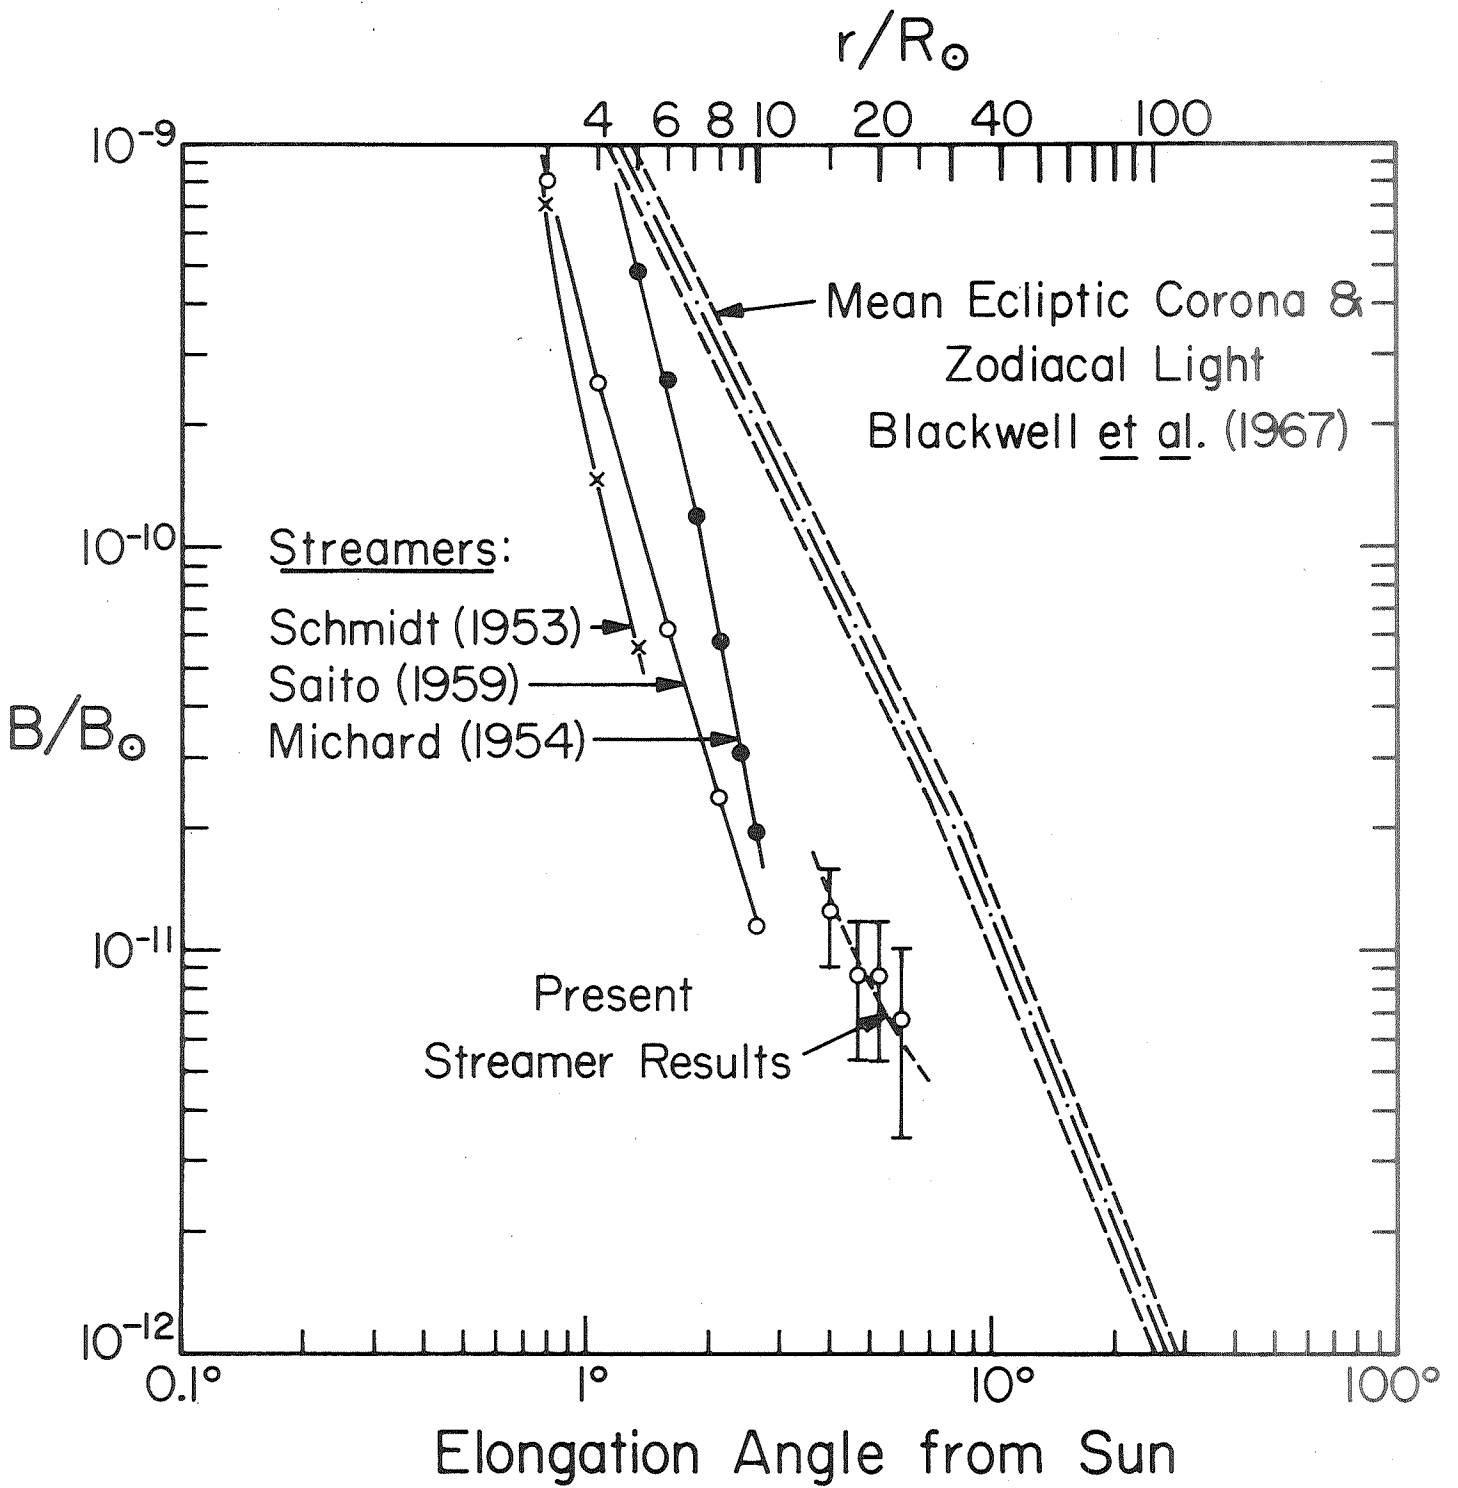 r/R⊙
4 6 8 10 20 40 100
10⁻⁹
Mean Ecliptic Corona &
Zodiacal Light
Blackwell et al. (1967)
10⁻¹⁰
Streamers:
Schmidt (1953)
Saito (1959)
B/B⊙
Michard (1954)
10⁻¹¹
Present
Streamer Results
10⁻¹²
0.1° 1° 10° 100°
Elongation Angle from Sun